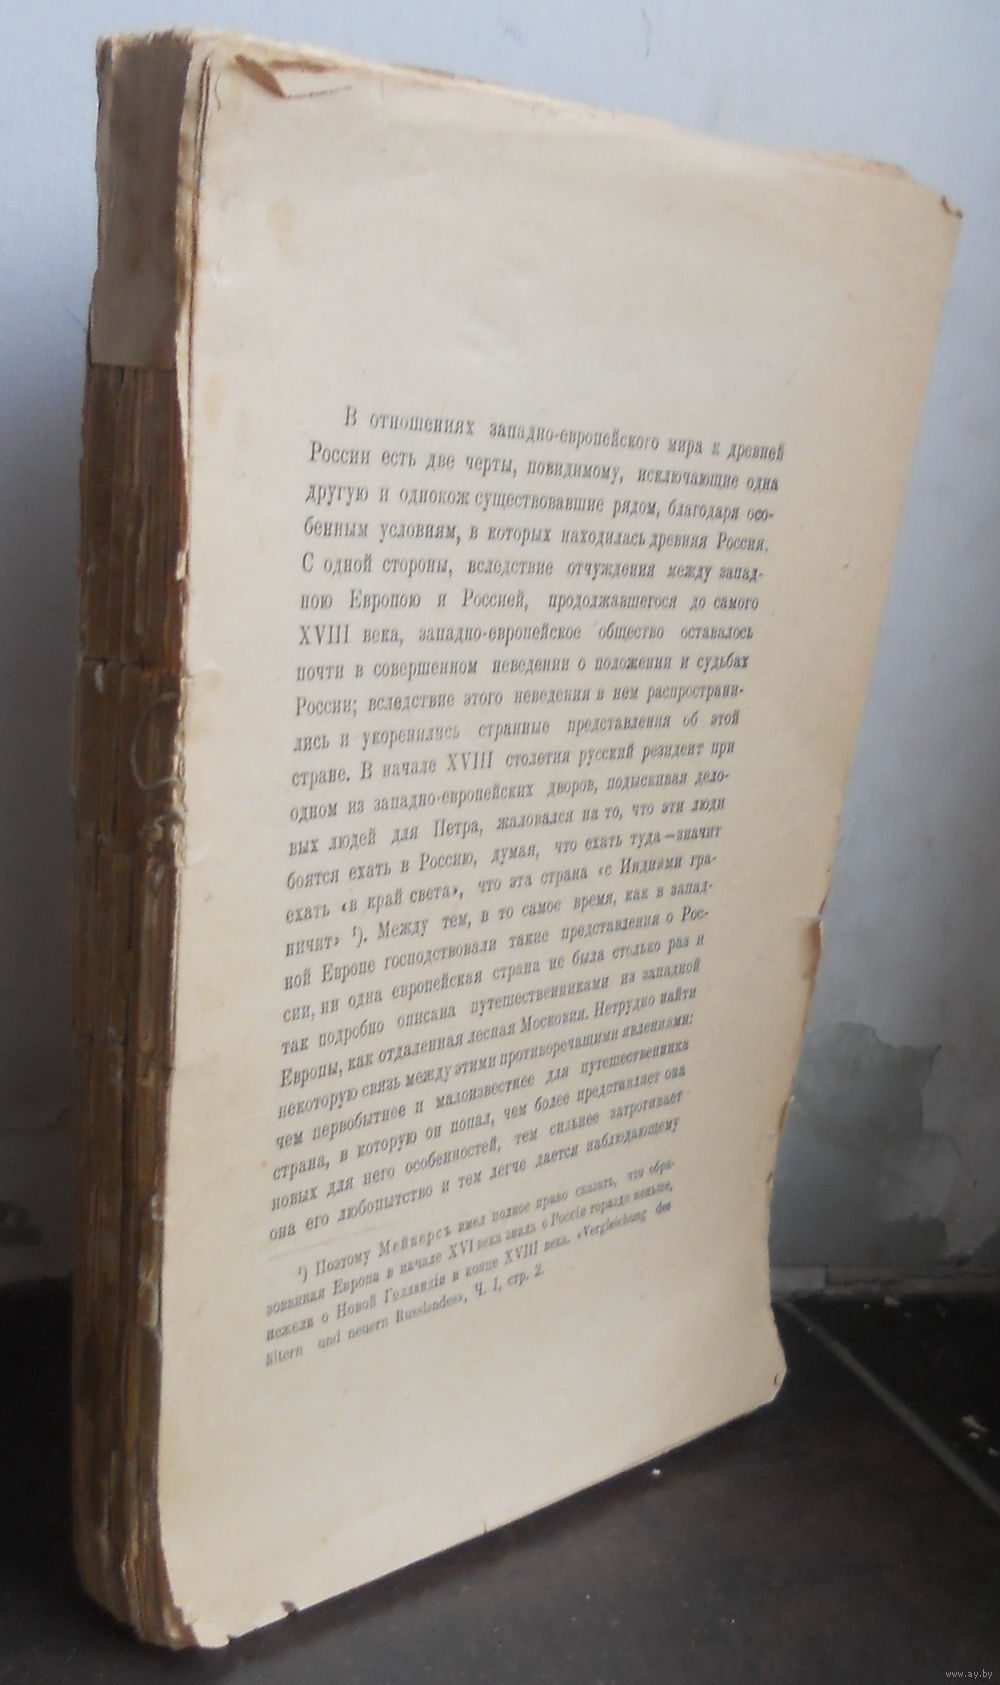 В отношениях западно-европейского мира к древней
России есть две черты, повидимому, исключающие одна
другую и однокож существовавшие рядом, благодаря осо-
бенным условиям, в которых находилась древняя Россия.
С одной стороны, вследствие отчуждения между запад-
ною Европою и Россией, продолжавшегося до самого
XVIII века, западно-европейское общество оставалось
почти в совершенном неведении о положении и судьбах
России; вследствие этого неведения в нем распространи-
лись и укоренились странные представления об этой
стране. В начале XVIII столетия русский резидент при
одном из западно-европейских дворов, подыскивая дело-
вых людей для Петра, жаловался на то, что эти люди
боятся ехать в Россию, думая, что ехать туда — значит
ехать «в край света», что эта страна «с Индиями гра-
ничит» ¹). Между тем, в то самое время, как в запад-
ной Европе господствовали такие представления о Рос-
сии, ни одна европейская страна не была столько раз и
так подробно описана путешественниками из западной
Европы, как отдаленная лесная Московия. Нетрудно найти
некоторую связь между этими противоречащими явлениями:
чем первобытнее и малоизвестнее для путешественника
страна, в которую он попал, чем более представляет она
новых для него особенностей, тем сильнее затрогивает
она его любопытство и тем легче дается наблюдающему
¹) Поэтому Мейнерсъ имел полное право сказать, что обра-
зованная Европа в начале XVI века знала о Россіи гораздо меньше,
нежели о Новой Голландіи в конце XVIII века. «Vergleichung des
ältern und neuern Russlandes», Ч. I, стр. 2.
www.ay.by